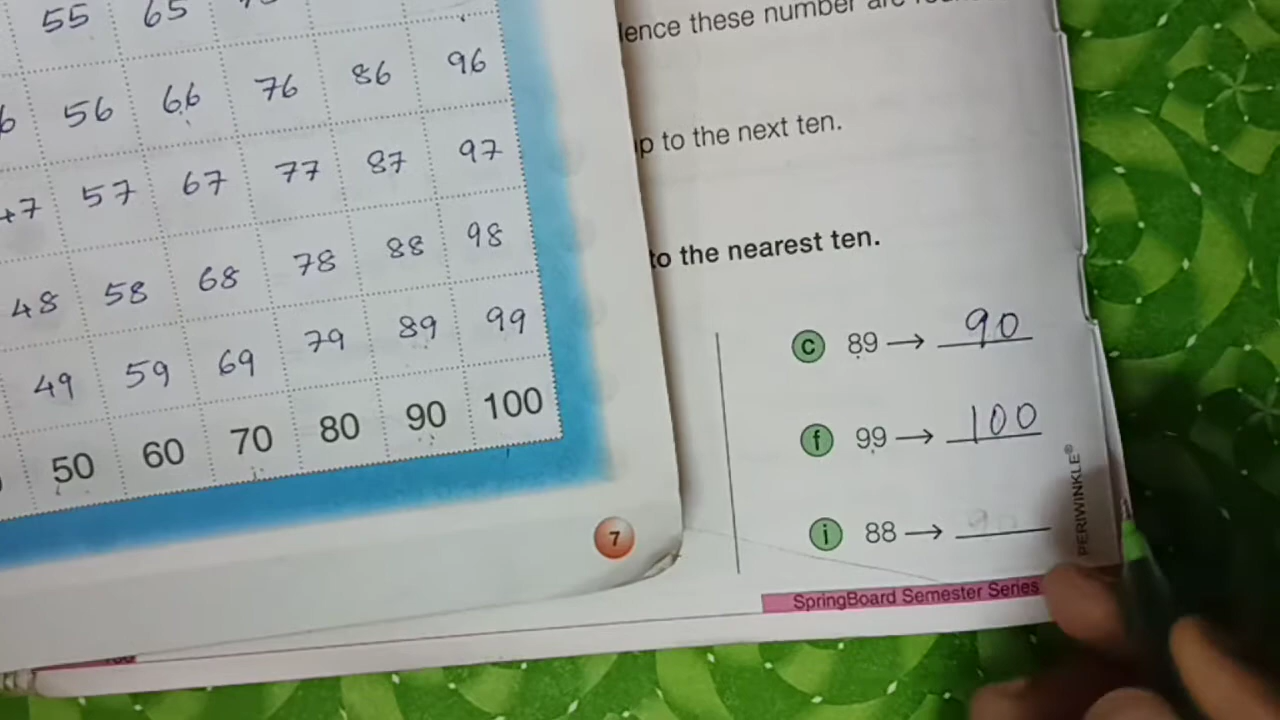 55 65
56 66 76 86 96
47 57 67 77 87 97
48 58 68 78 88 98
49 59 69 79 89 99
50 60 70 80 90 100
7
these number are
to the next ten.
to the nearest ten.
c 89 → 90
f 99 → 100
i 88 →
PERIWINKLE®
SpringBoard Semester Series